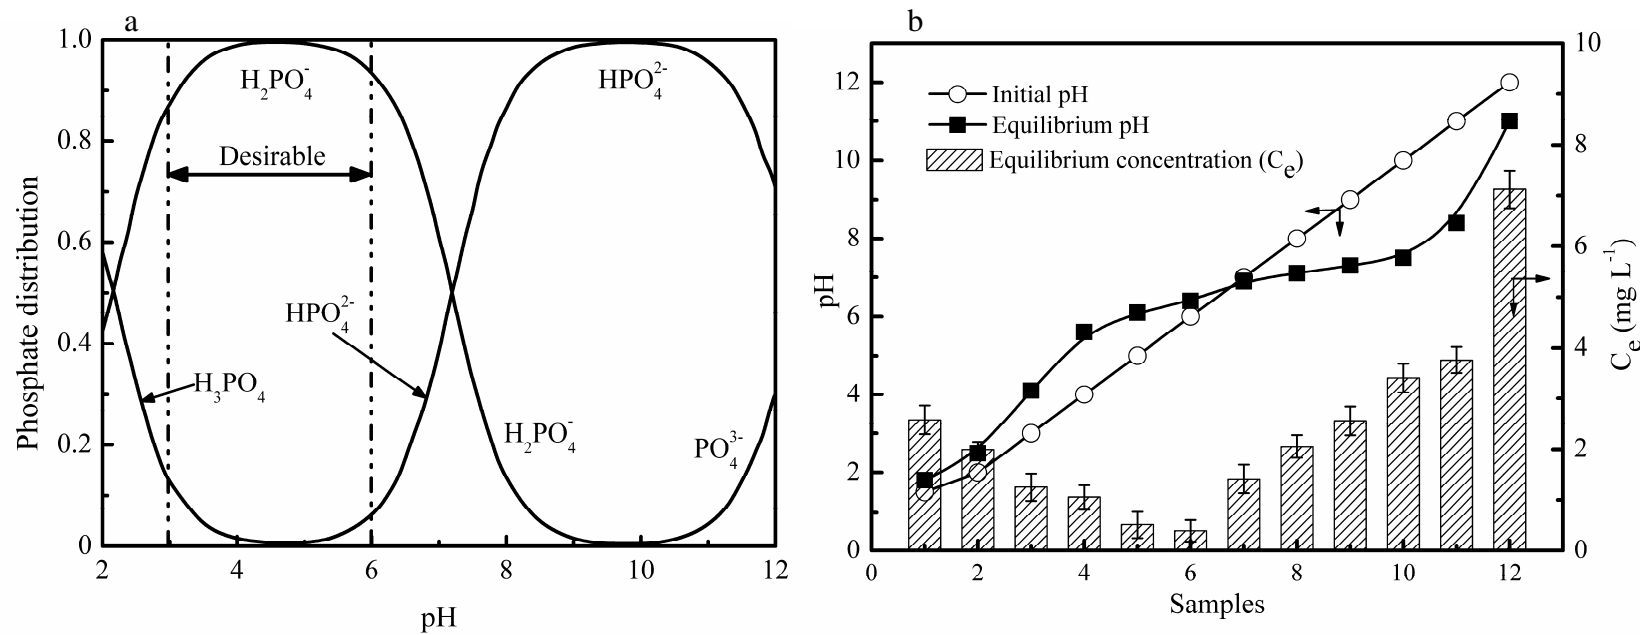 a
Phosphate distribution
1.0
0.8
0.6
0.4
0.2
0
H₂PO₄⁻
HPO₄²⁻
Desirable
HPO₄²⁻
H₃PO₄
H₂PO₄⁻
PO₄³⁻
2 4 6 8 10 12
pH
b
pH
12
10
8
6
4
2
0
Initial pH
Equilibrium pH
Equilibrium concentration (Cₑ)
10
8
6
4
2
0
Cₑ (mg L⁻¹)
0 2 4 6 8 10 12
Samples